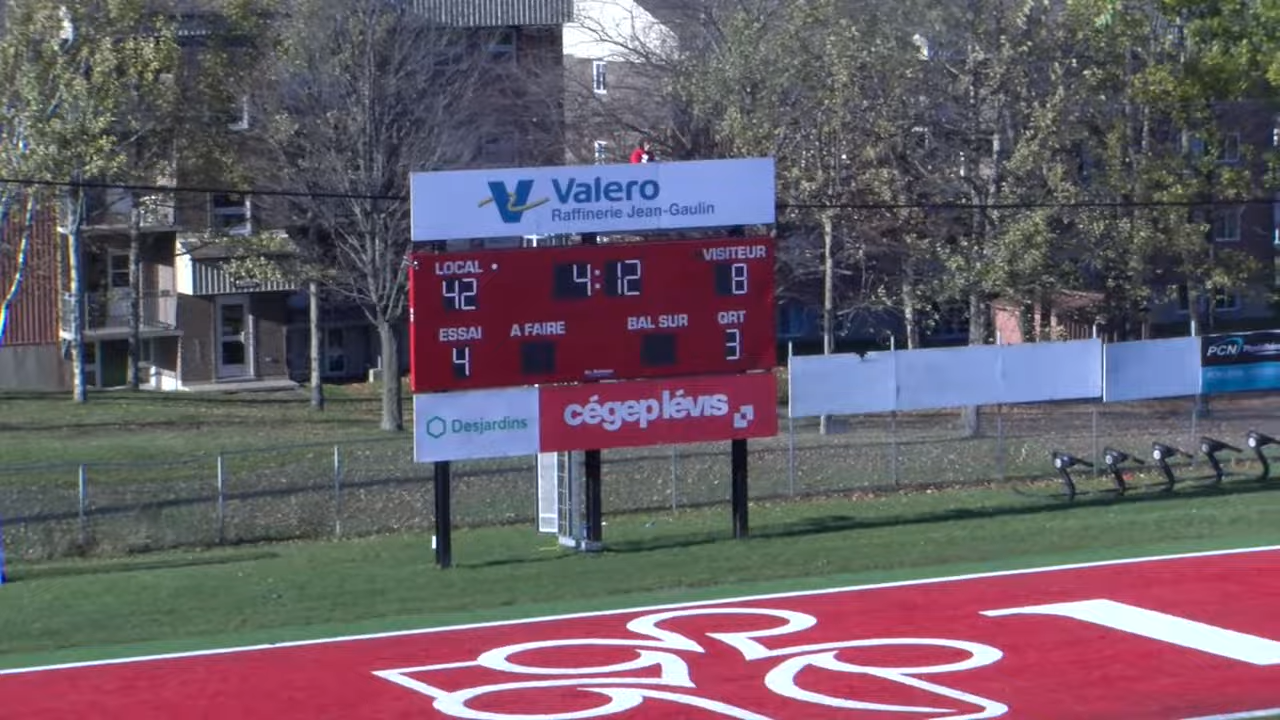 Valero
Raffinerie Jean-Gaulin
LOCAL VISITEUR
42 4:12 8
ESSAI A FAIRE BAL SUR QRT
4 3
Desjardins cégep lévis
PCN